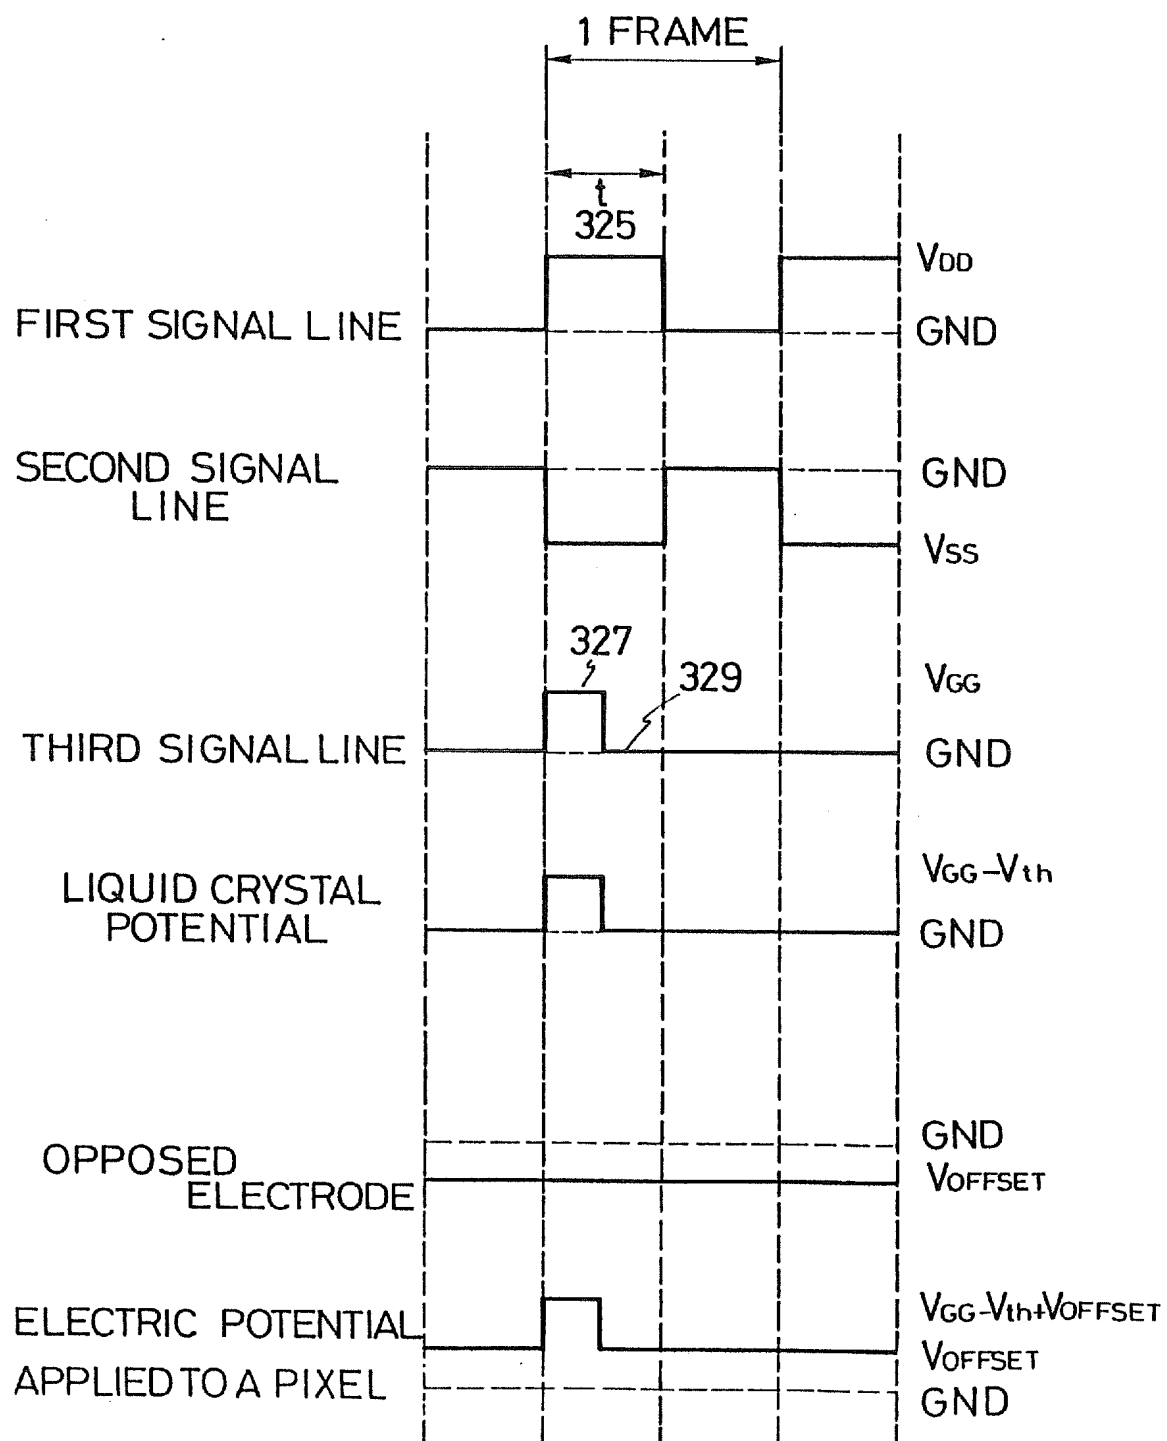 1 FRAME
t
325
VDD
FIRST SIGNAL LINE
GND
SECOND SIGNAL
LINE
GND
VSS
327
329
VGG
THIRD SIGNAL LINE
GND
LIQUID CRYSTAL
POTENTIAL
VGG-Vth
GND
GND
OPPOSED
ELECTRODE
VOFFSET
ELECTRIC POTENTIAL
APPLIED TO A PIXEL
VGG-Vth+VOFFSET
VOFFSET
GND